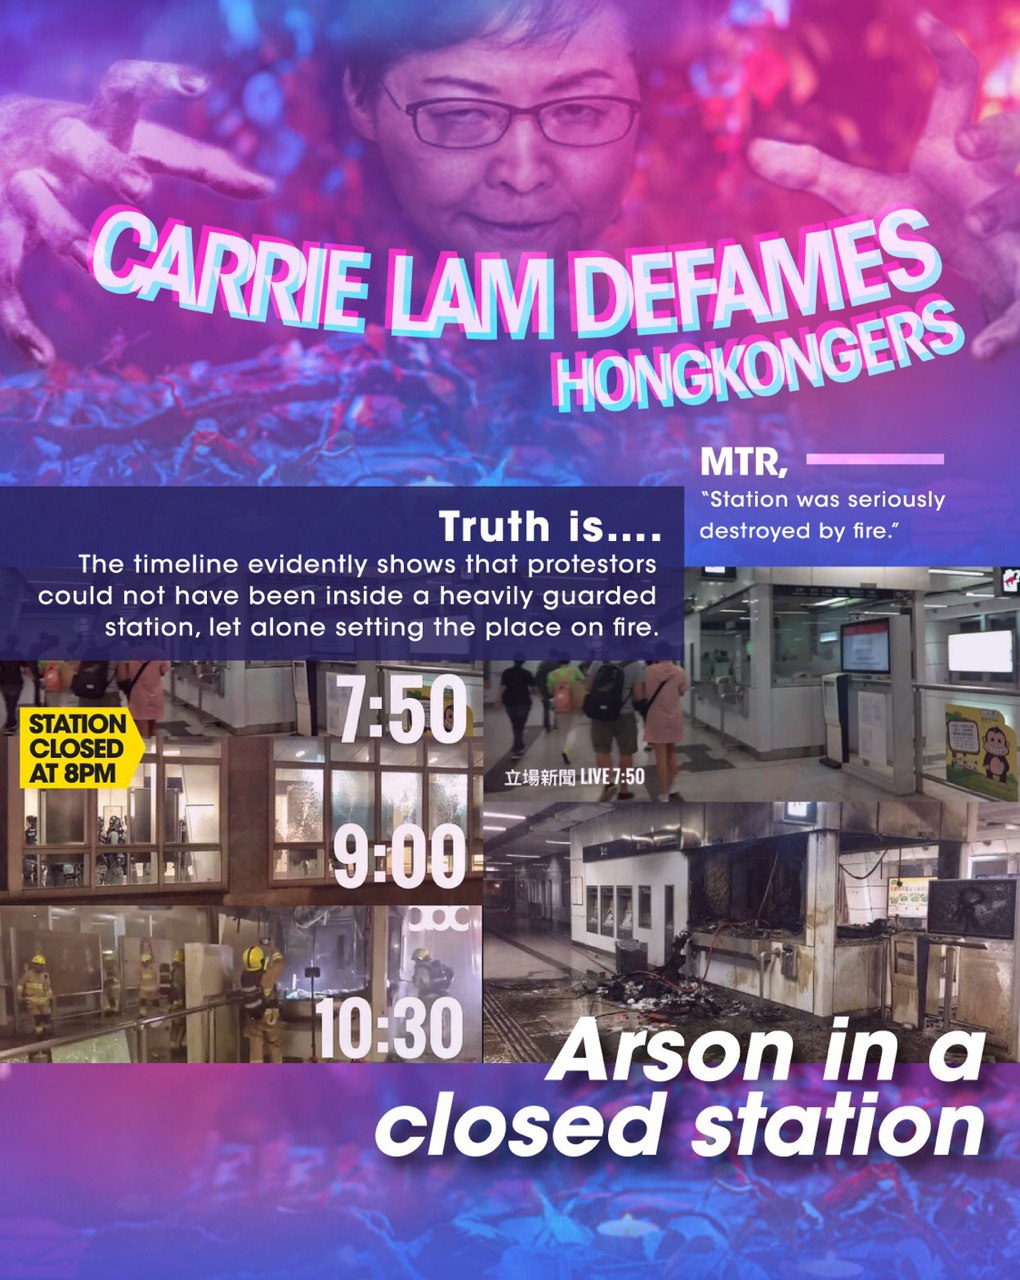 CARRIE LAM DEFAMES
HONGKONGERS
MTR,
“Station was seriously
destroyed by fire.”
Truth is....
The timeline evidently shows that protestors
could not have been inside a heavily guarded
station, let alone setting the place on fire.
7:50
STATION
CLOSED
AT 8PM
立場新聞 LIVE 7:50
9:00
10:30
Arson in a
closed station